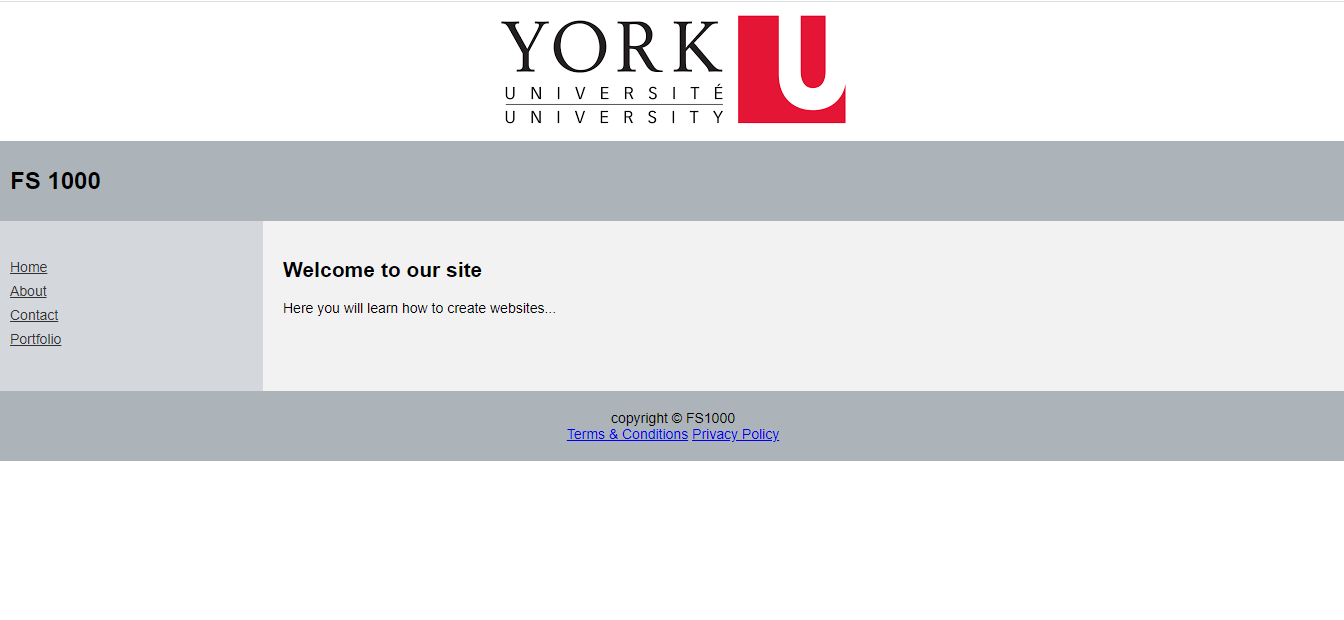 YORK U
UNIVERSITÉ
UNIVERSITY
FS 1000
Home
About
Contact
Portfolio
Welcome to our site
Here you will learn how to create websites...
copyright © FS1000
Terms & Conditions Privacy Policy